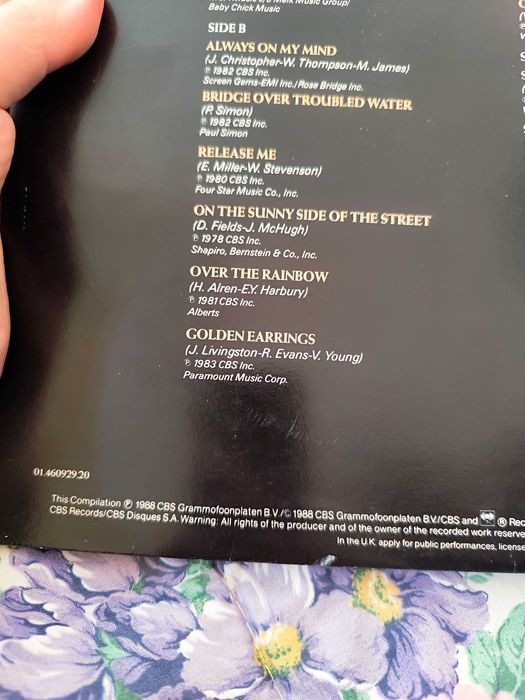 Baby Chick Music
SIDE B
ALWAYS ON MY MIND
(J. Christopher-W. Thompson-M. James)
℗ 1982 CBS Inc.
Screen Gems-EMI Inc./Rose Bridge Inc.
BRIDGE OVER TROUBLED WATER
(P. Simon)
℗ 1982 CBS Inc.
Paul Simon
RELEASE ME
(E. Miller-W. Stevenson)
℗ 1980 CBS Inc.
Four Star Music Co., Inc.
ON THE SUNNY SIDE OF THE STREET
(D. Fields-J. McHugh)
℗ 1978 CBS Inc.
Shapiro, Bernstein & Co., Inc.
OVER THE RAINBOW
(H. Alren-E.Y. Harbury)
℗ 1981 CBS Inc.
Alberts
GOLDEN EARRINGS
(J. Livingston-R. Evans-V. Young)
℗ 1983 CBS Inc.
Paramount Music Corp.
01.460929.20
This Compilation ℗ 1988 CBS Grammofoonplaten B.V./© 1988 CBS Grammofoonplaten B.V./CBS and ® Rec
CBS Records/CBS Disques S.A. Warning: All rights of the producer and of the owner of the recorded work reserve
In the U.K. apply for public performances, license